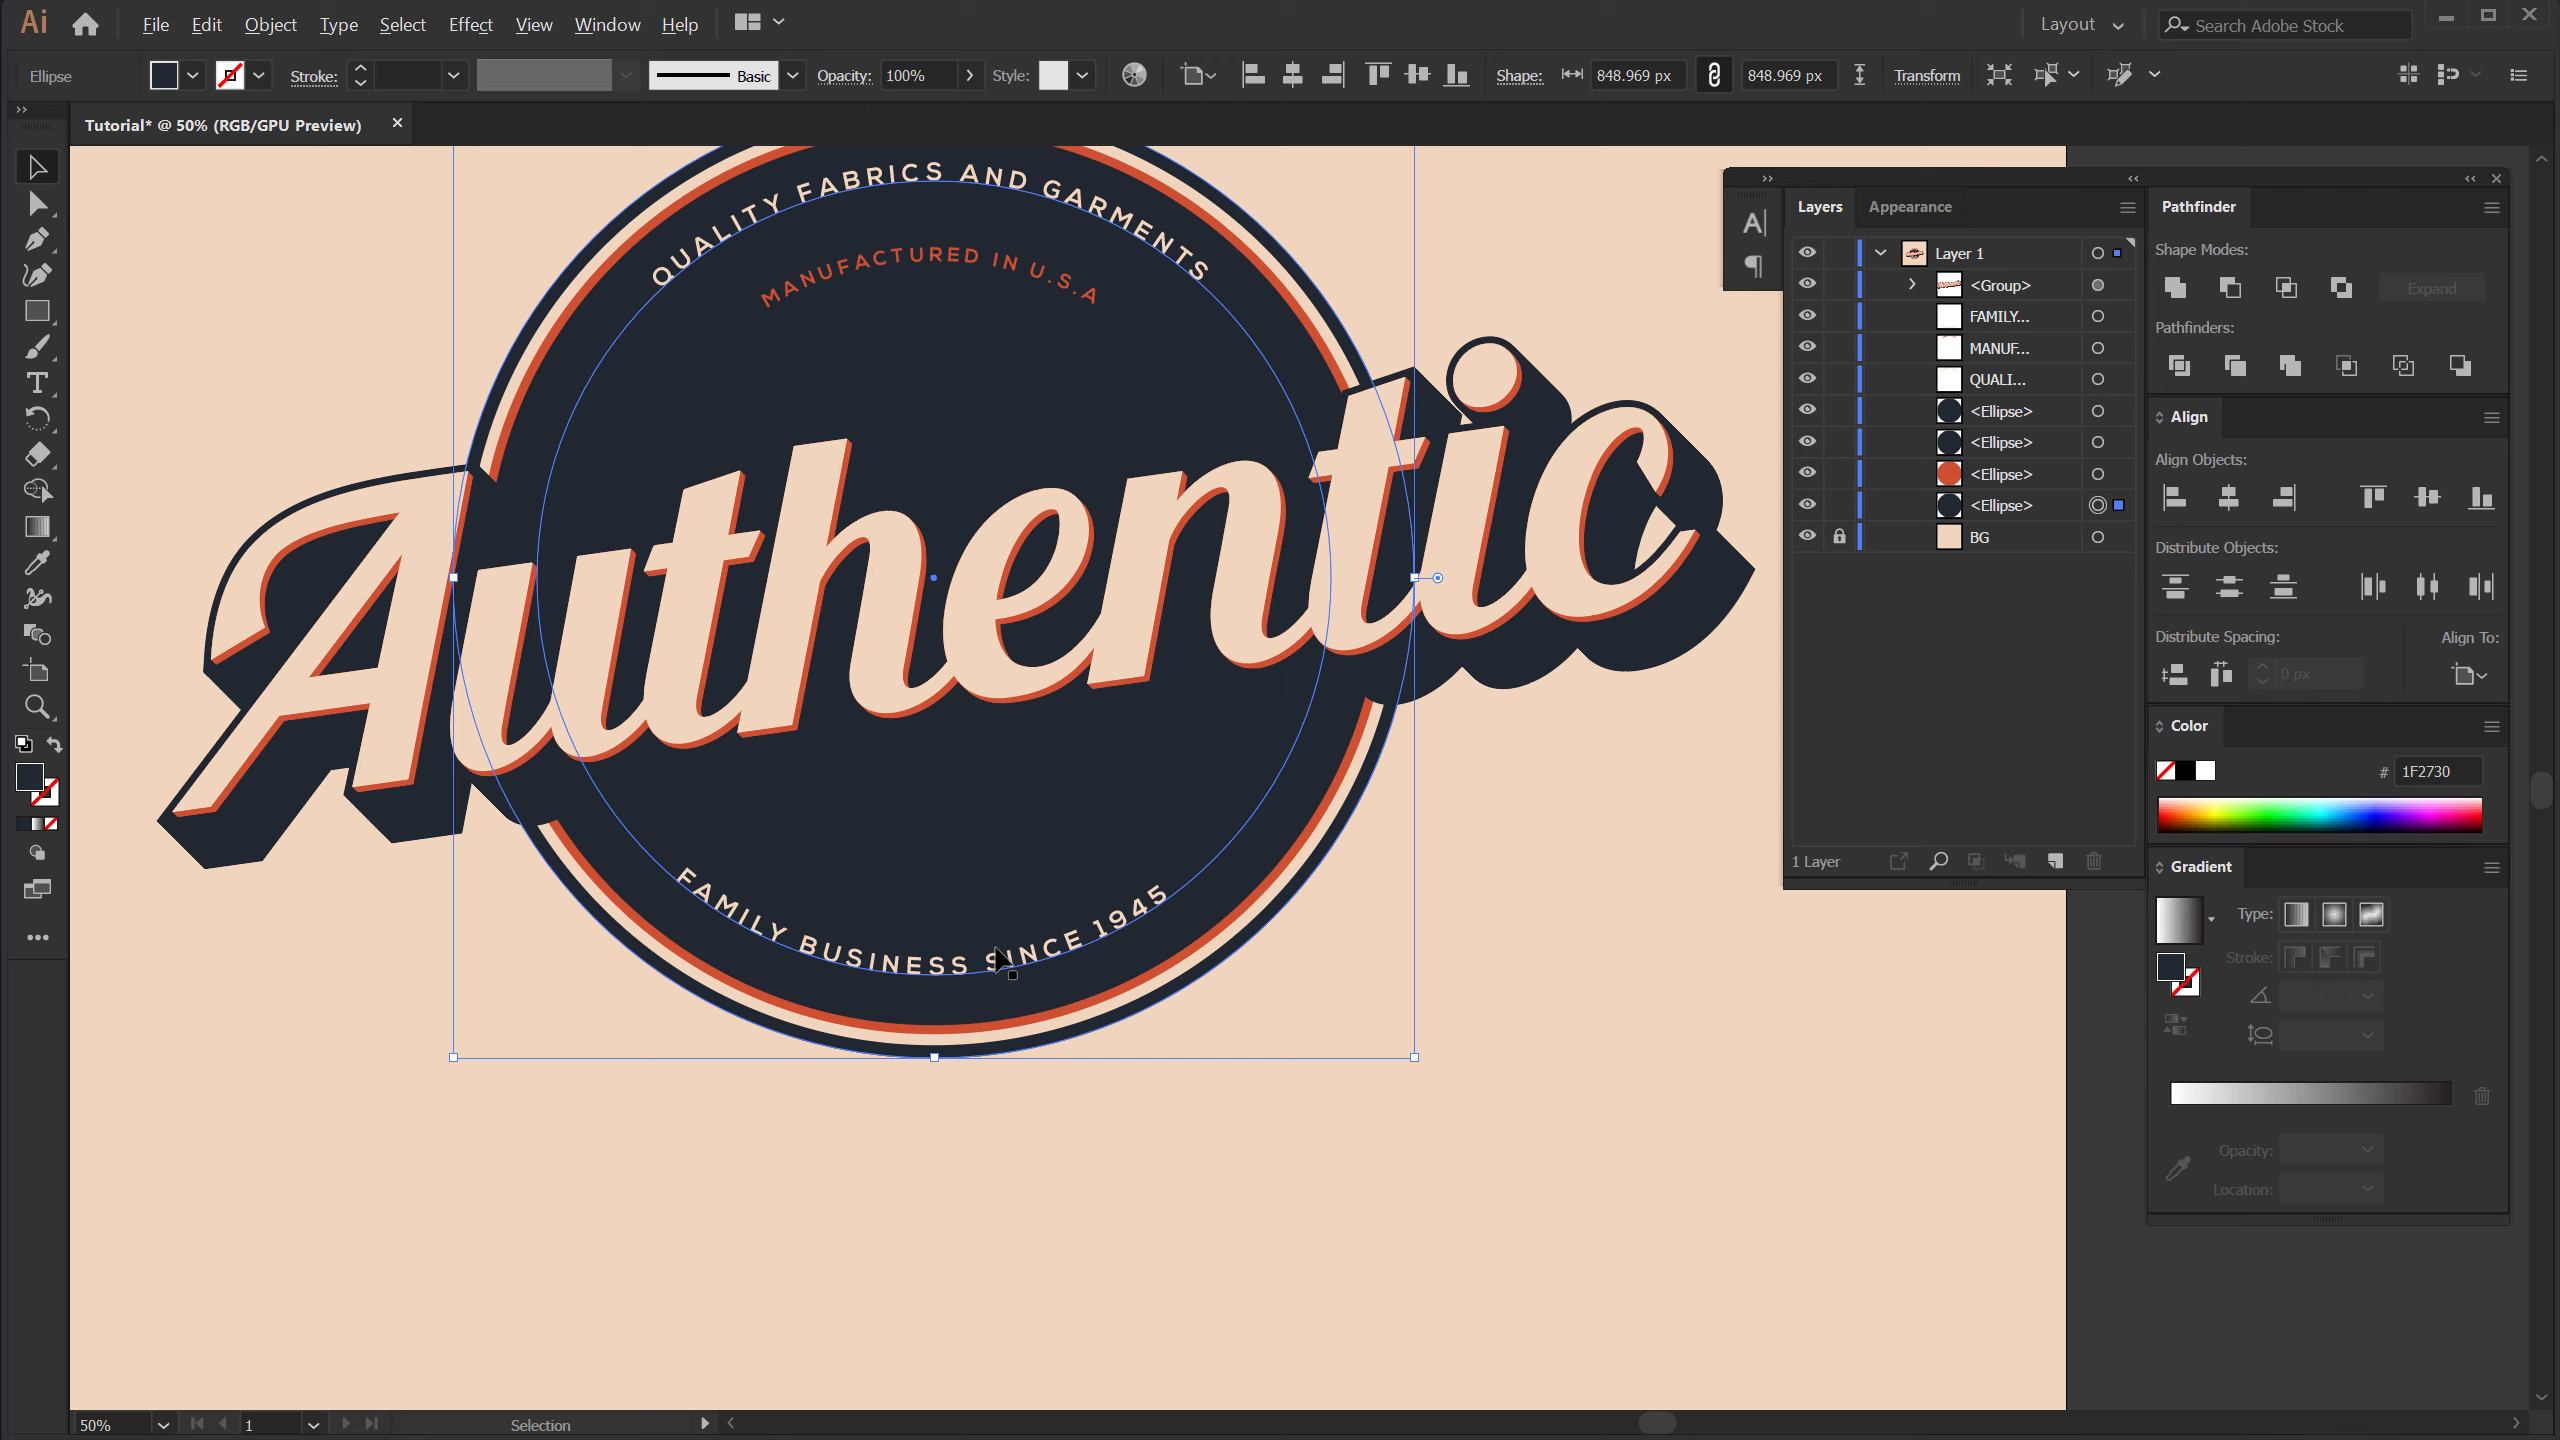 Ai File Edit Object Type Select Effect View Window Help Layout Search Adobe Stock
Ellipse Stroke: Basic Opacity: 100% Style: Shape: 848.969 px 848.969 px Transform
Tutorial* @ 50% (RGB/GPU Preview)
QUALITY FABRICS AND GARMENTS
MANUFACTURED IN U.S.A
Authentic
FAMILY BUSINESS SINCE 1945
Layers Appearance
Layer 1
<Group>
FAMILY...
MANUF...
QUALI...
<Ellipse>
<Ellipse>
<Ellipse>
<Ellipse>
BG
1 Layer
Pathfinder
Shape Modes:
Expand
Pathfinders:
Align
Align Objects:
Distribute Objects:
Distribute Spacing: Align To:
0 px
Color
# 1F2730
Gradient
Type:
Stroke:
Opacity:
Location:
50% 1 Selection